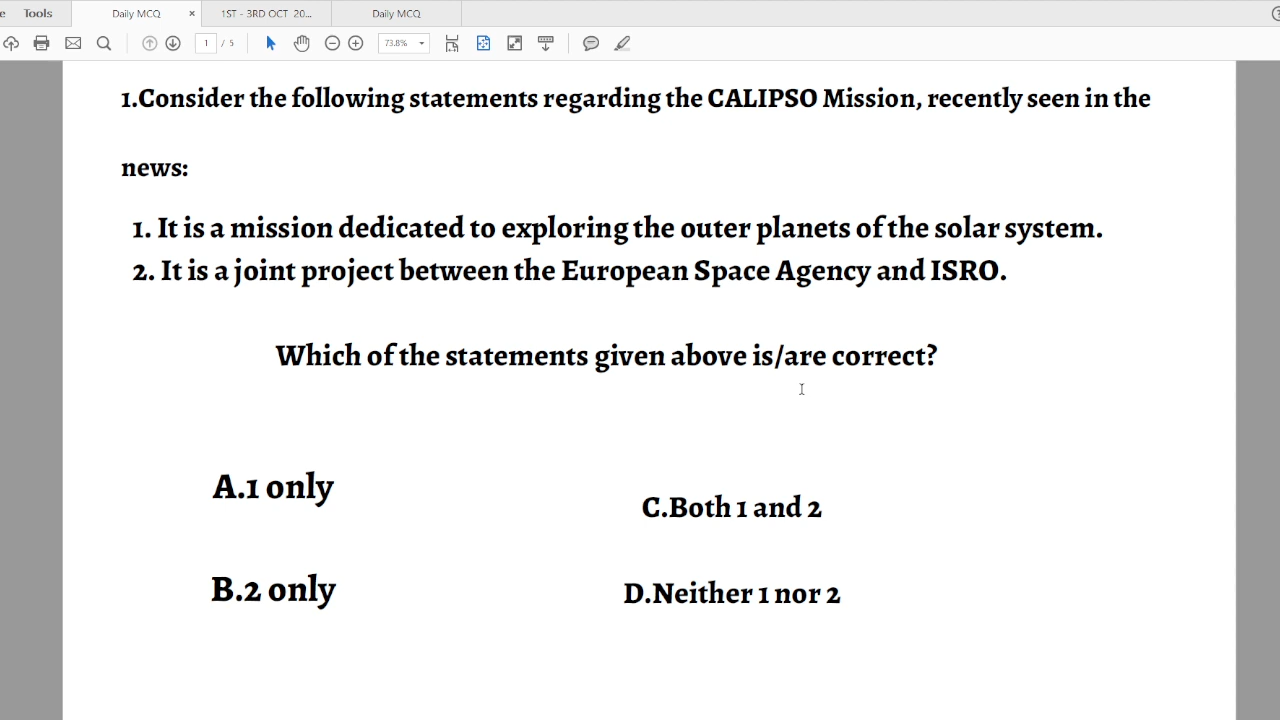 e Tools Daily MCQ × 1ST - 3RD OCT 20... Daily MCQ
1 / 5 73.8%
1.Consider the following statements regarding the CALIPSO Mission, recently seen in the
news:
1. It is a mission dedicated to exploring the outer planets of the solar system.
2. It is a joint project between the European Space Agency and ISRO.
Which of the statements given above is/are correct?
A.1 only
C.Both 1 and 2
B.2 only
D.Neither 1 nor 2